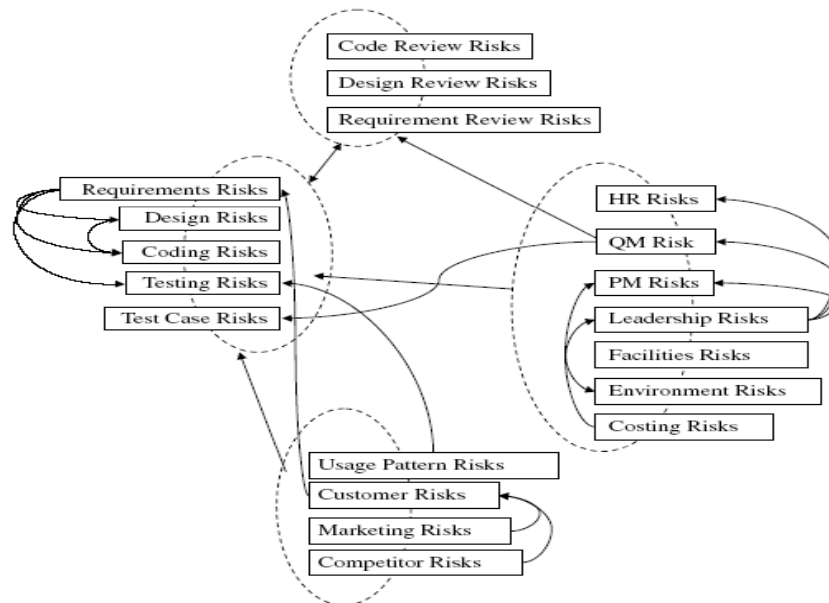 Code Review Risks
Design Review Risks
Requirement Review Risks
Requirements Risks
Design Risks
Coding Risks
Testing Risks
Test Case Risks
HR Risks
QM Risk
PM Risks
Leadership Risks
Facilities Risks
Environment Risks
Costing Risks
Usage Pattern Risks
Customer Risks
Marketing Risks
Competitor Risks